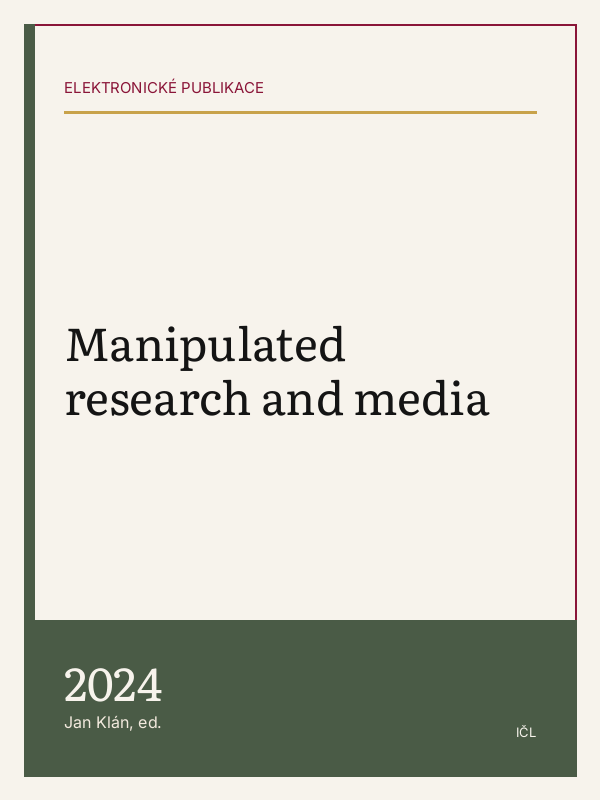 ELEKTRONICKÉ PUBLIKACE
Manipulated
research and media
2024
Jan Klán, ed.
IČL